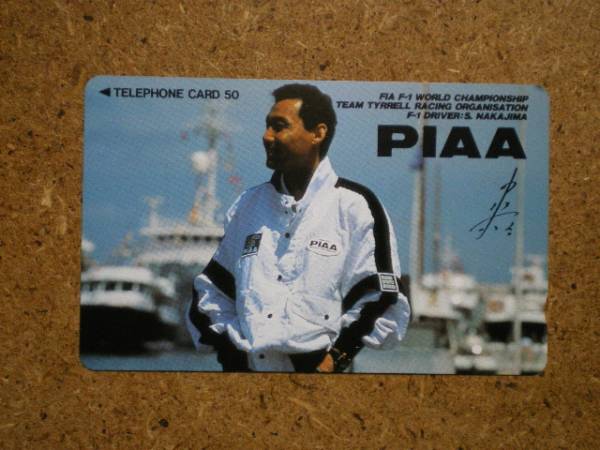 ◀ TELEPHONE CARD 50
FIA F-1 WORLD CHAMPIONSHIP
TEAM TYRRELL RACING ORGANISATION
F-1 DRIVER:S. NAKAJIMA
PIAA
PIAA